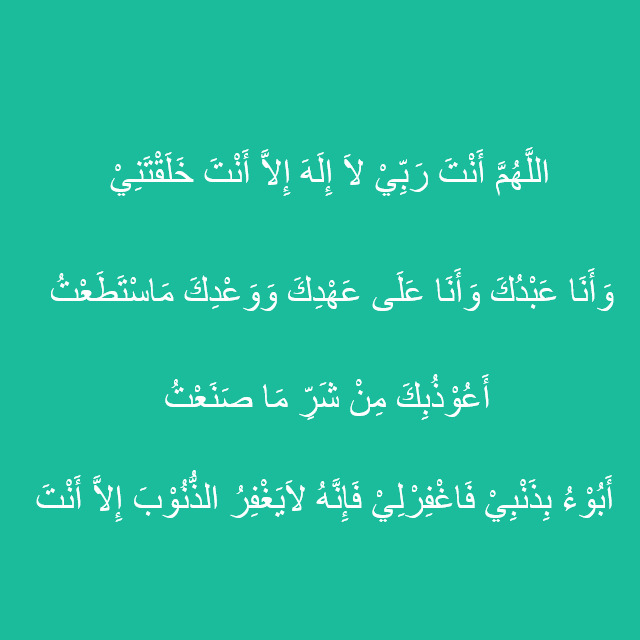 اللَّهُمَّ أَنْتَ رَبِّيْ لاَ إِلَهَ إِلاَّ أَنْتَ خَلَقْتَنِيْ
وَأَنَا عَبْدُكَ وَأَنَا عَلَى عَهْدِكَ وَوَعْدِكَ مَاسْتَطَعْتُ
أَعُوْذُبِكَ مِنْ شَرِّ مَا صَنَعْتُ
أَبُوْءُ بِذَنْبِيْ فَاغْفِرْلِيْ فَإِنَّهُ لاَيَغْفِرُ الذُّنُوْبَ إِلاَّ أَنْتَ